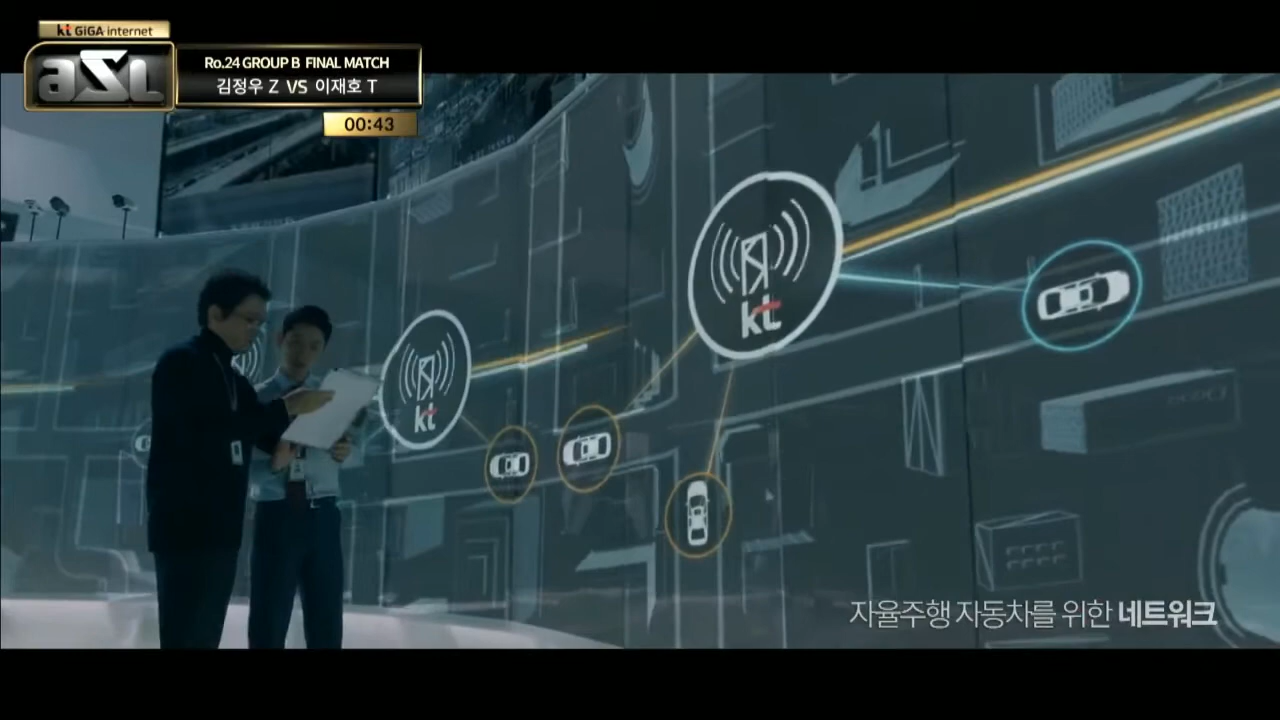 kt GiGA internet
aSL
Ro.24 GROUP B FINAL MATCH
김정우 Z VS 이재호 T
00:43
kt
kt
자율주행 자동차를 위한 네트워크